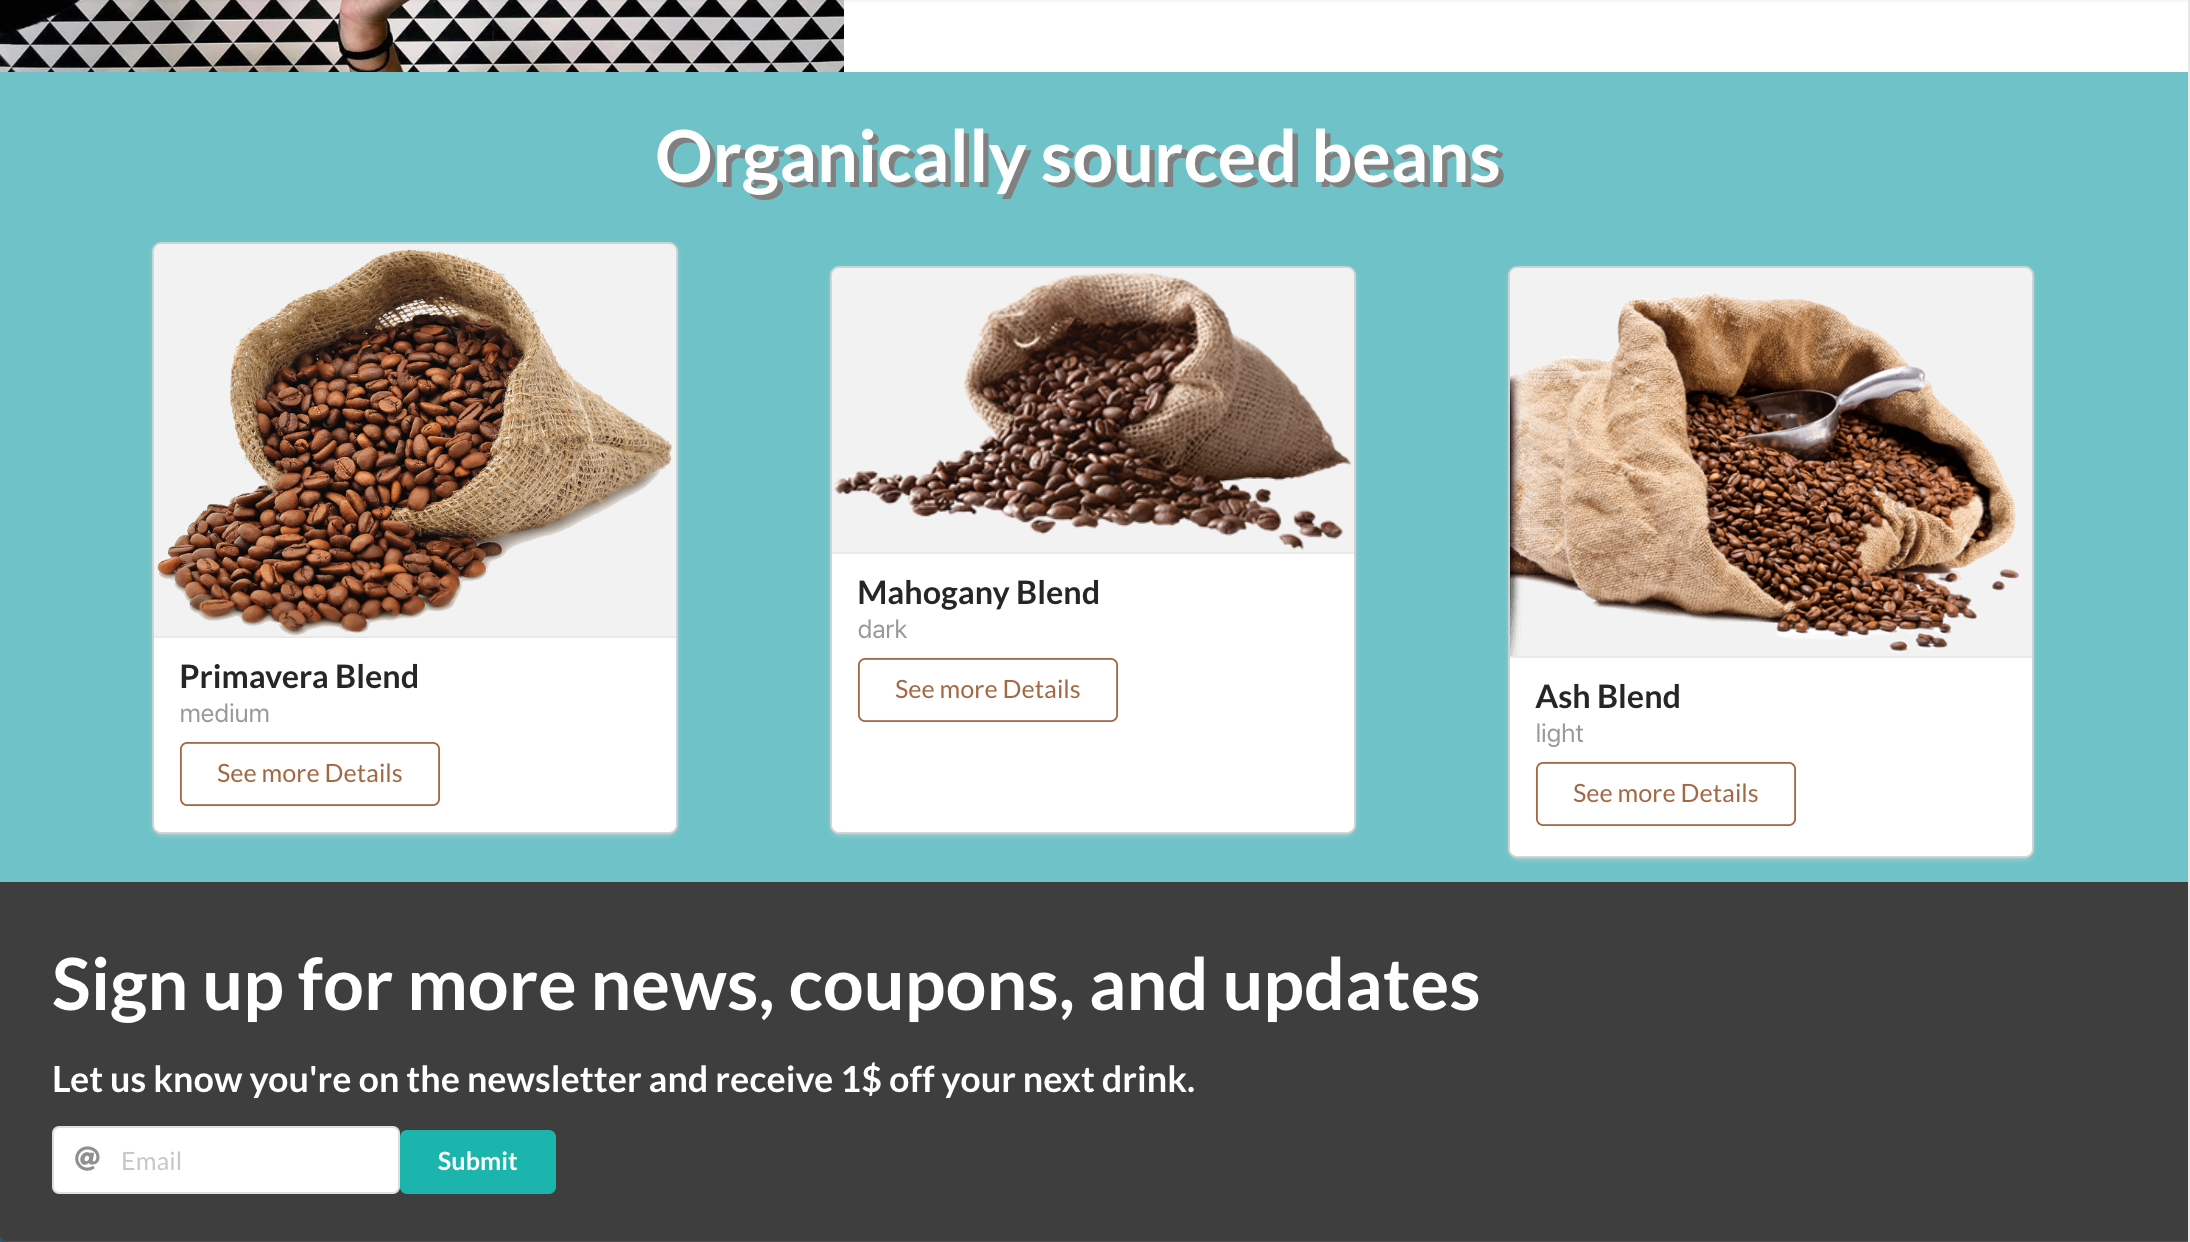 Organically sourced beans
Primavera Blend
medium
See more Details
Mahogany Blend
dark
See more Details
Ash Blend
light
See more Details
Sign up for more news, coupons, and updates
Let us know you're on the newsletter and receive 1$ off your next drink.
@ Email
Submit